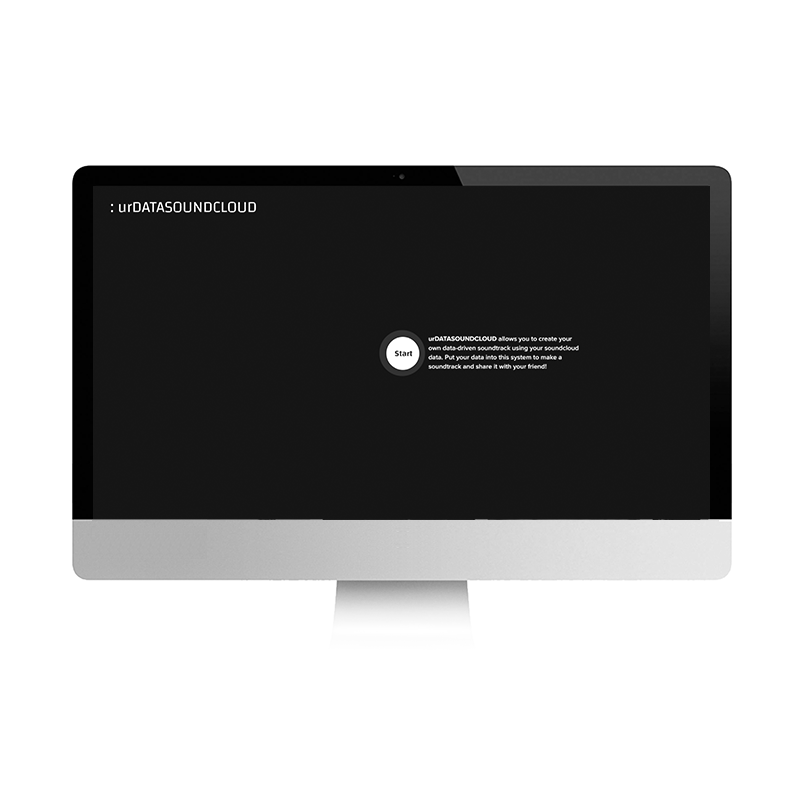 : urDATASOUNDCLOUD
Start
urDATASOUNDCLOUD allows you to create your
own data-driven soundtrack using your soundcloud
data. Put your data into this system to make a
soundtrack and share it with your friend!